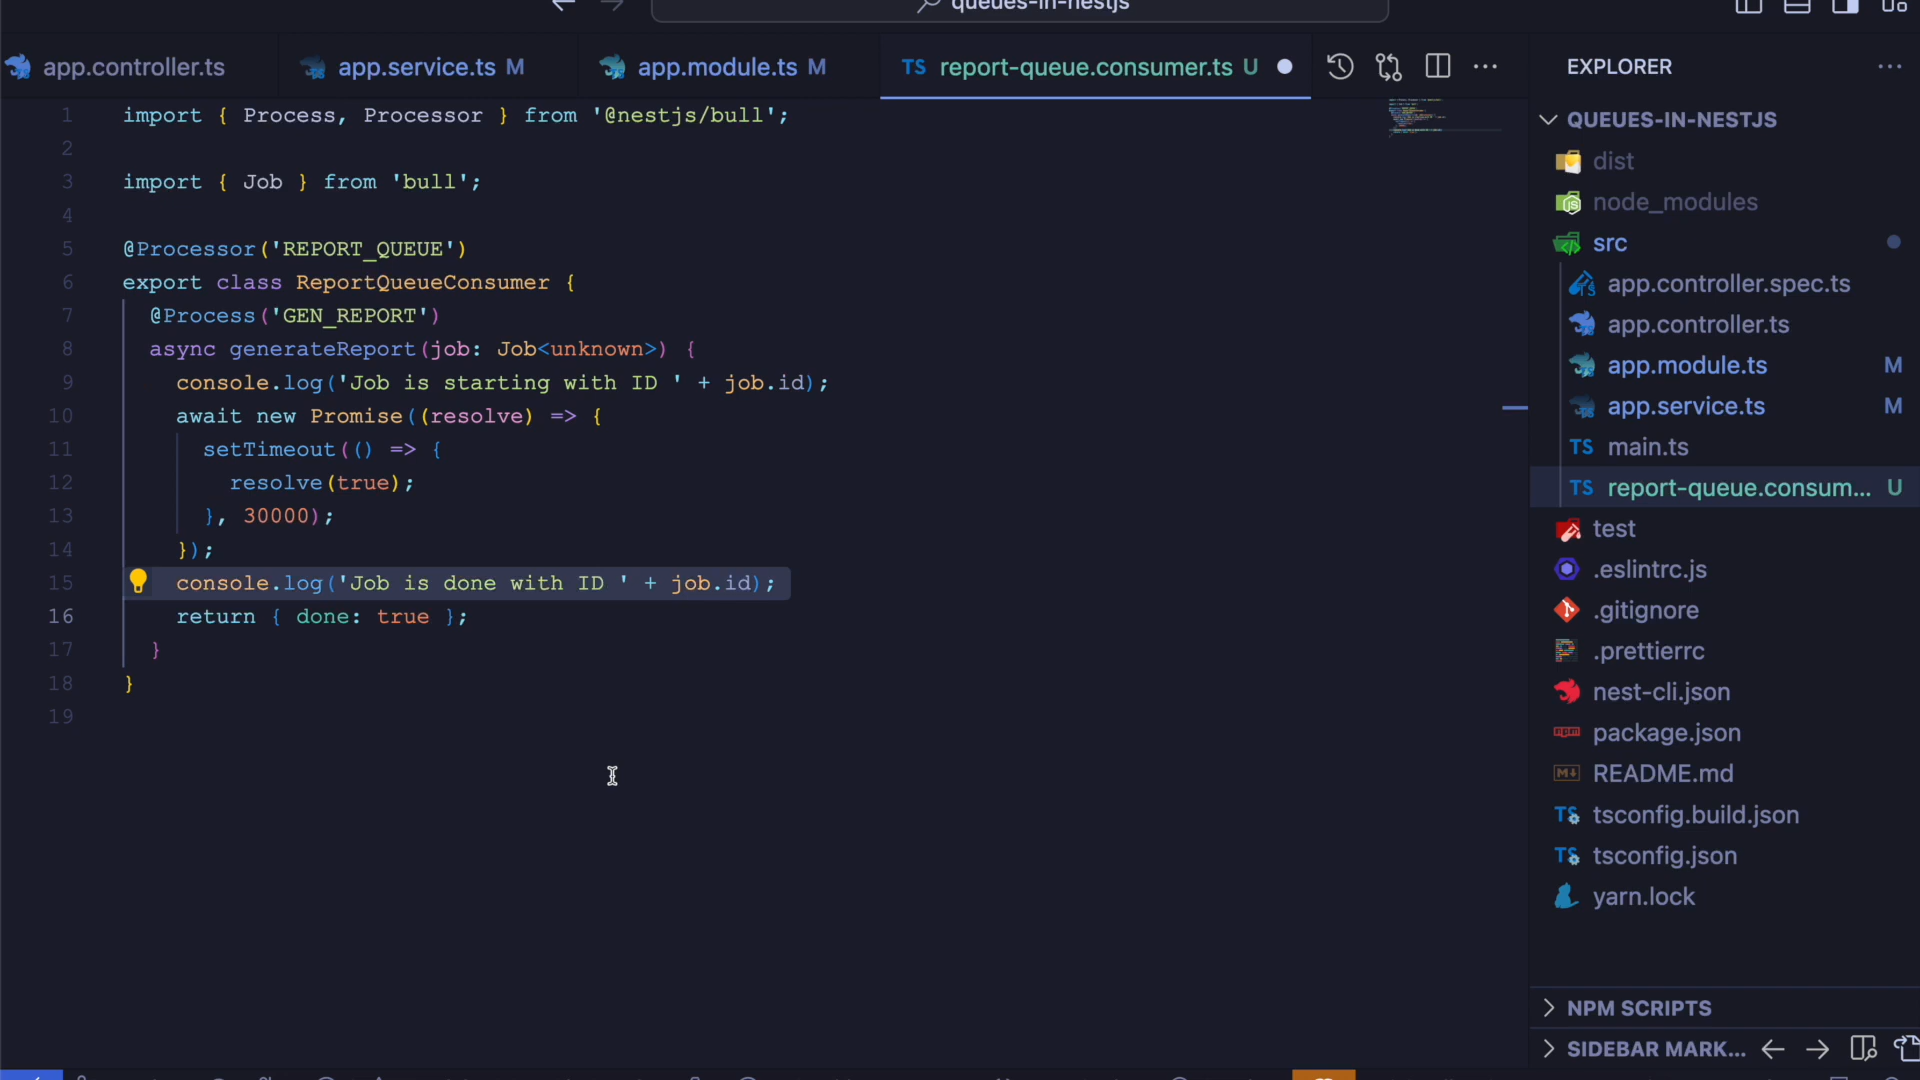 queues-in-nestjs
app.controller.ts
app.service.ts M
app.module.ts M
TS report-queue.consumer.ts U
EXPLORER
1 import { Process, Processor } from '@nestjs/bull';
2
3 import { Job } from 'bull';
4
5 @Processor('REPORT_QUEUE')
6 export class ReportQueueConsumer {
7 @Process('GEN_REPORT')
8 async generateReport(job: Job<unknown>) {
9 console.log('Job is starting with ID ' + job.id);
10 await new Promise((resolve) => {
11 setTimeout(() => {
12 resolve(true);
13 }, 30000);
14 });
15 console.log('Job is done with ID ' + job.id);
16 return { done: true };
17 }
18 }
19
QUEUES-IN-NESTJS
dist
node_modules
src
app.controller.spec.ts
app.controller.ts
app.module.ts M
app.service.ts M
TS main.ts
TS report-queue.consum... U
test
.eslintrc.js
.gitignore
.prettierrc
nest-cli.json
package.json
README.md
TS tsconfig.build.json
TS tsconfig.json
yarn.lock
NPM SCRIPTS
SIDEBAR MARK...